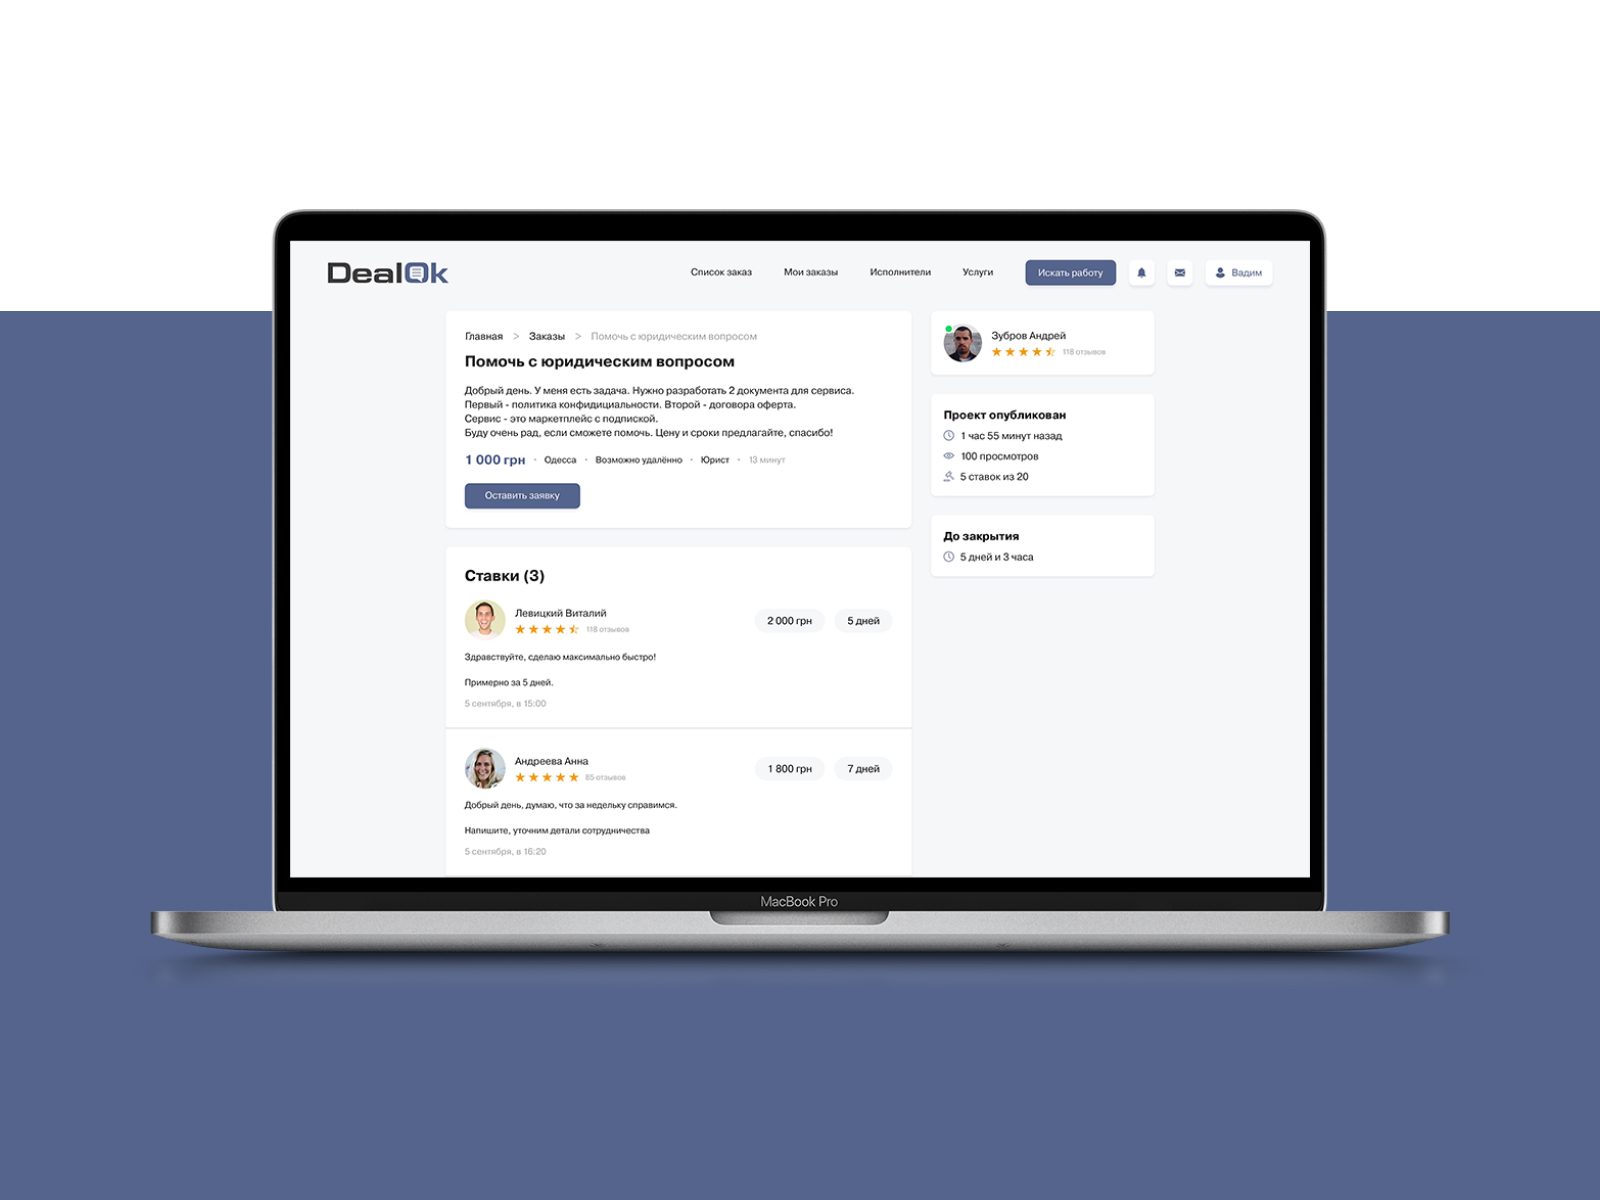 DealOk
Список заказ
Мои заказы
Исполнители
Услуги
Искать работу
Вадим
Главная > Заказы > Помочь с юридическим вопросом
Помочь с юридическим вопросом
Добрый день. У меня есть задача. Нужно разработать 2 документа для сервиса.
Первый - политика конфидициальности. Второй - договора оферта.
Сервис - это маркетплейс с подпиской.
Буду очень рад, если сможете помочь. Цену и сроки предлагайте, спасибо!
1 000 грн • Одесса • Возможно удалённо • Юрист • 13 минут
Оставить заявку
Зубров Андрей
118 отзывов
Проект опубликован
1 час 55 минут назад
100 просмотров
5 ставок из 20
До закрытия
5 дней и 3 часа
Ставки (3)
Левицкий Виталий
118 отзывов
2 000 грн
5 дней
Здравствуйте, сделаю максимально быстро!
Примерно за 5 дней.
5 сентября, в 15:00
Андреева Анна
85 отзывов
1 800 грн
7 дней
Добрый день, думаю, что за недельку справимся.
Напишите, уточним детали сотрудничества
5 сентября, в 16:20
MacBook Pro